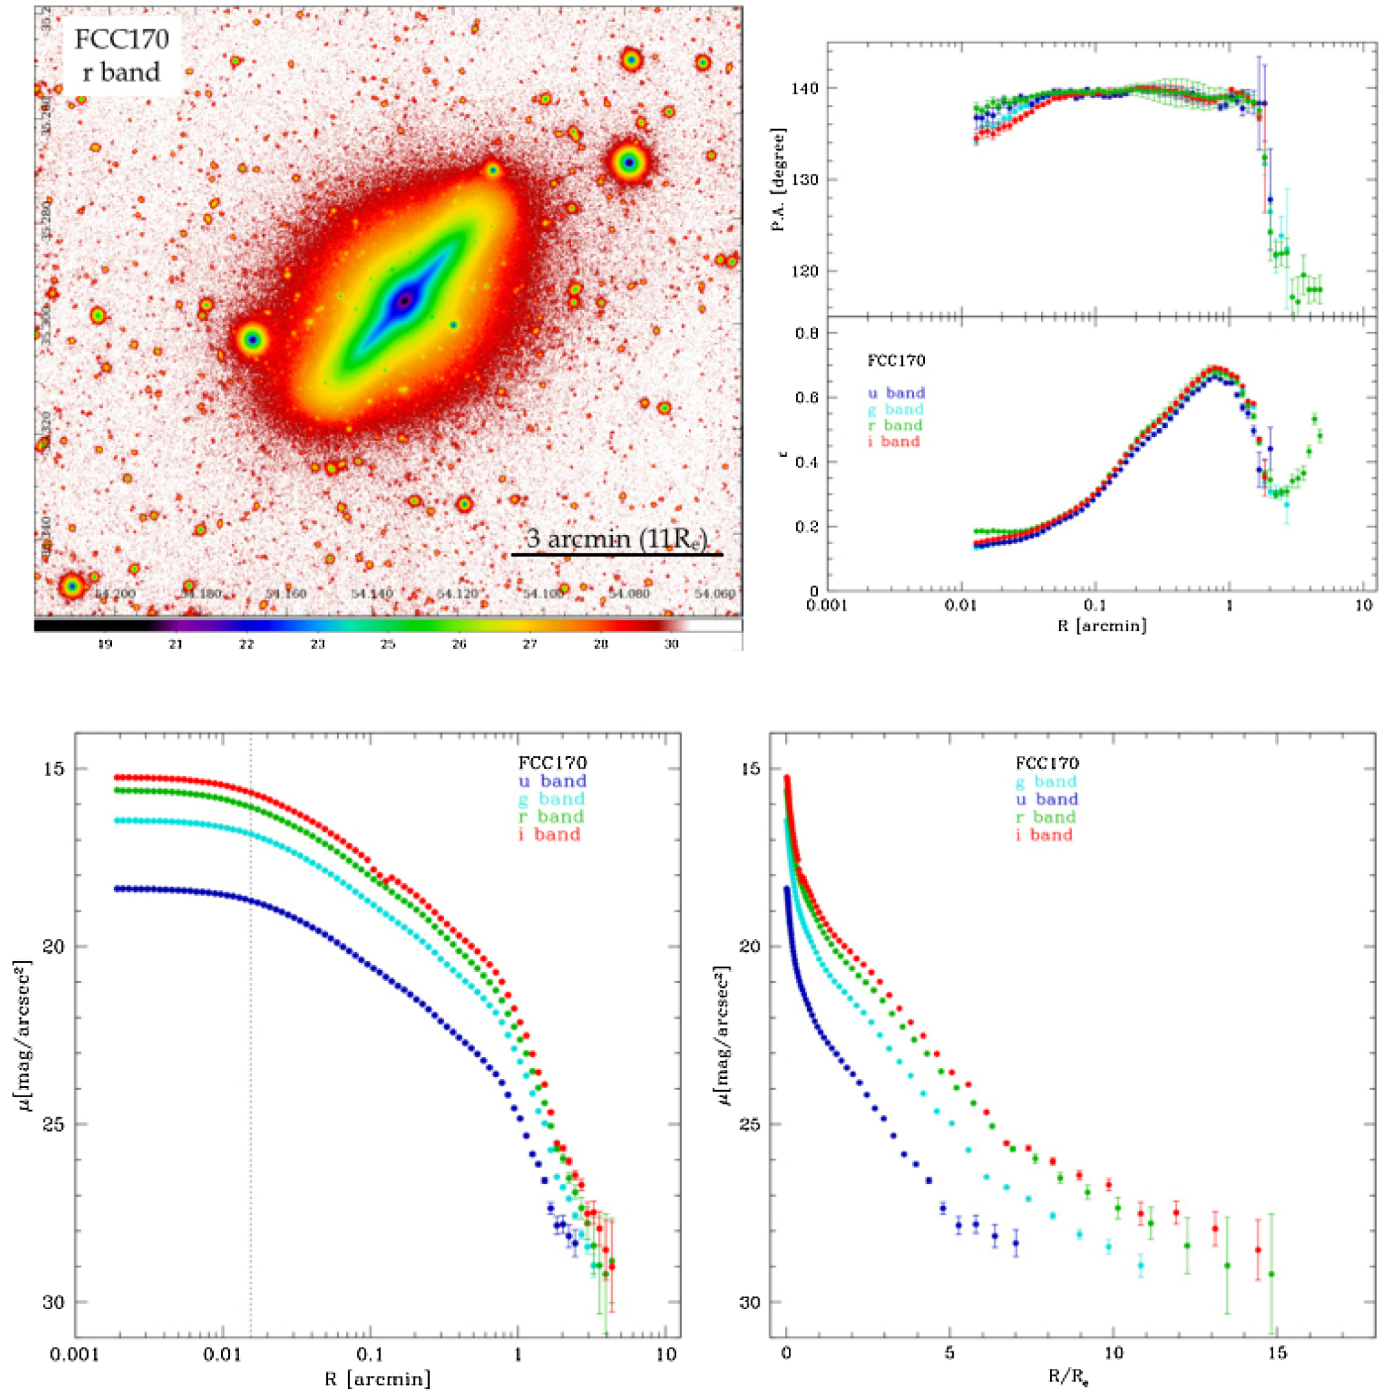 FCC170
r band
3 arcmin (11Rₑ)
54.200 54.180 54.160 54.140 54.120 54.100 54.080 54.060
19 21 22 23 25 26 27 28 30
140
130
120
P.A. [degree]
0.8
0.6
0.4
0.2
0
ε
FCC170
u band
g band
r band
i band
0.001 0.01 0.1 1 10
R [arcmin]
15
20
25
30
μ[mag/arcsec²]
FCC170
u band
g band
r band
i band
0.001 0.01 0.1 1 10
R [arcmin]
15
20
25
30
μ[mag/arcsec²]
FCC170
g band
u band
r band
i band
0 5 10 15
R/Rₑ